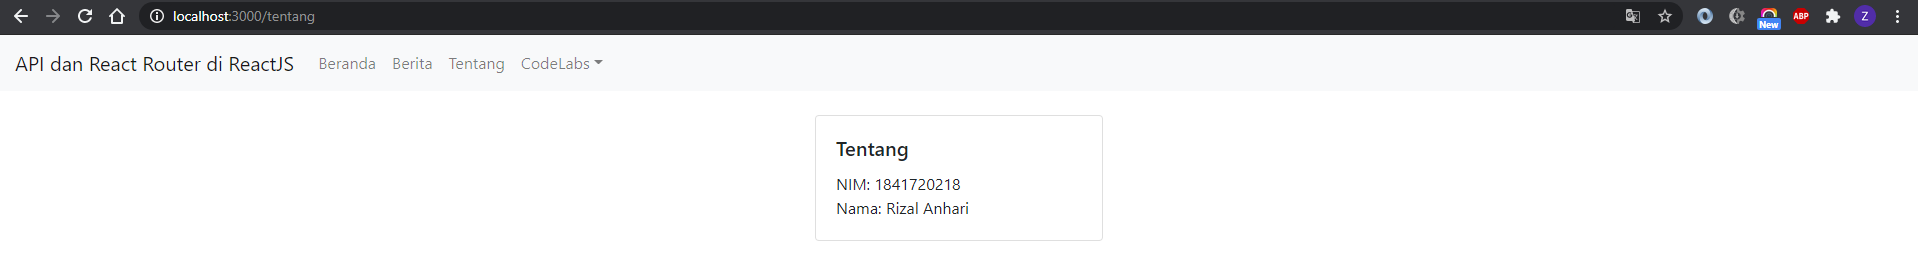 localhost:3000/tentang
New
ABP
Z
API dan React Router di ReactJS Beranda Berita Tentang CodeLabs
Tentang
NIM: 1841720218
Nama: Rizal Anhari